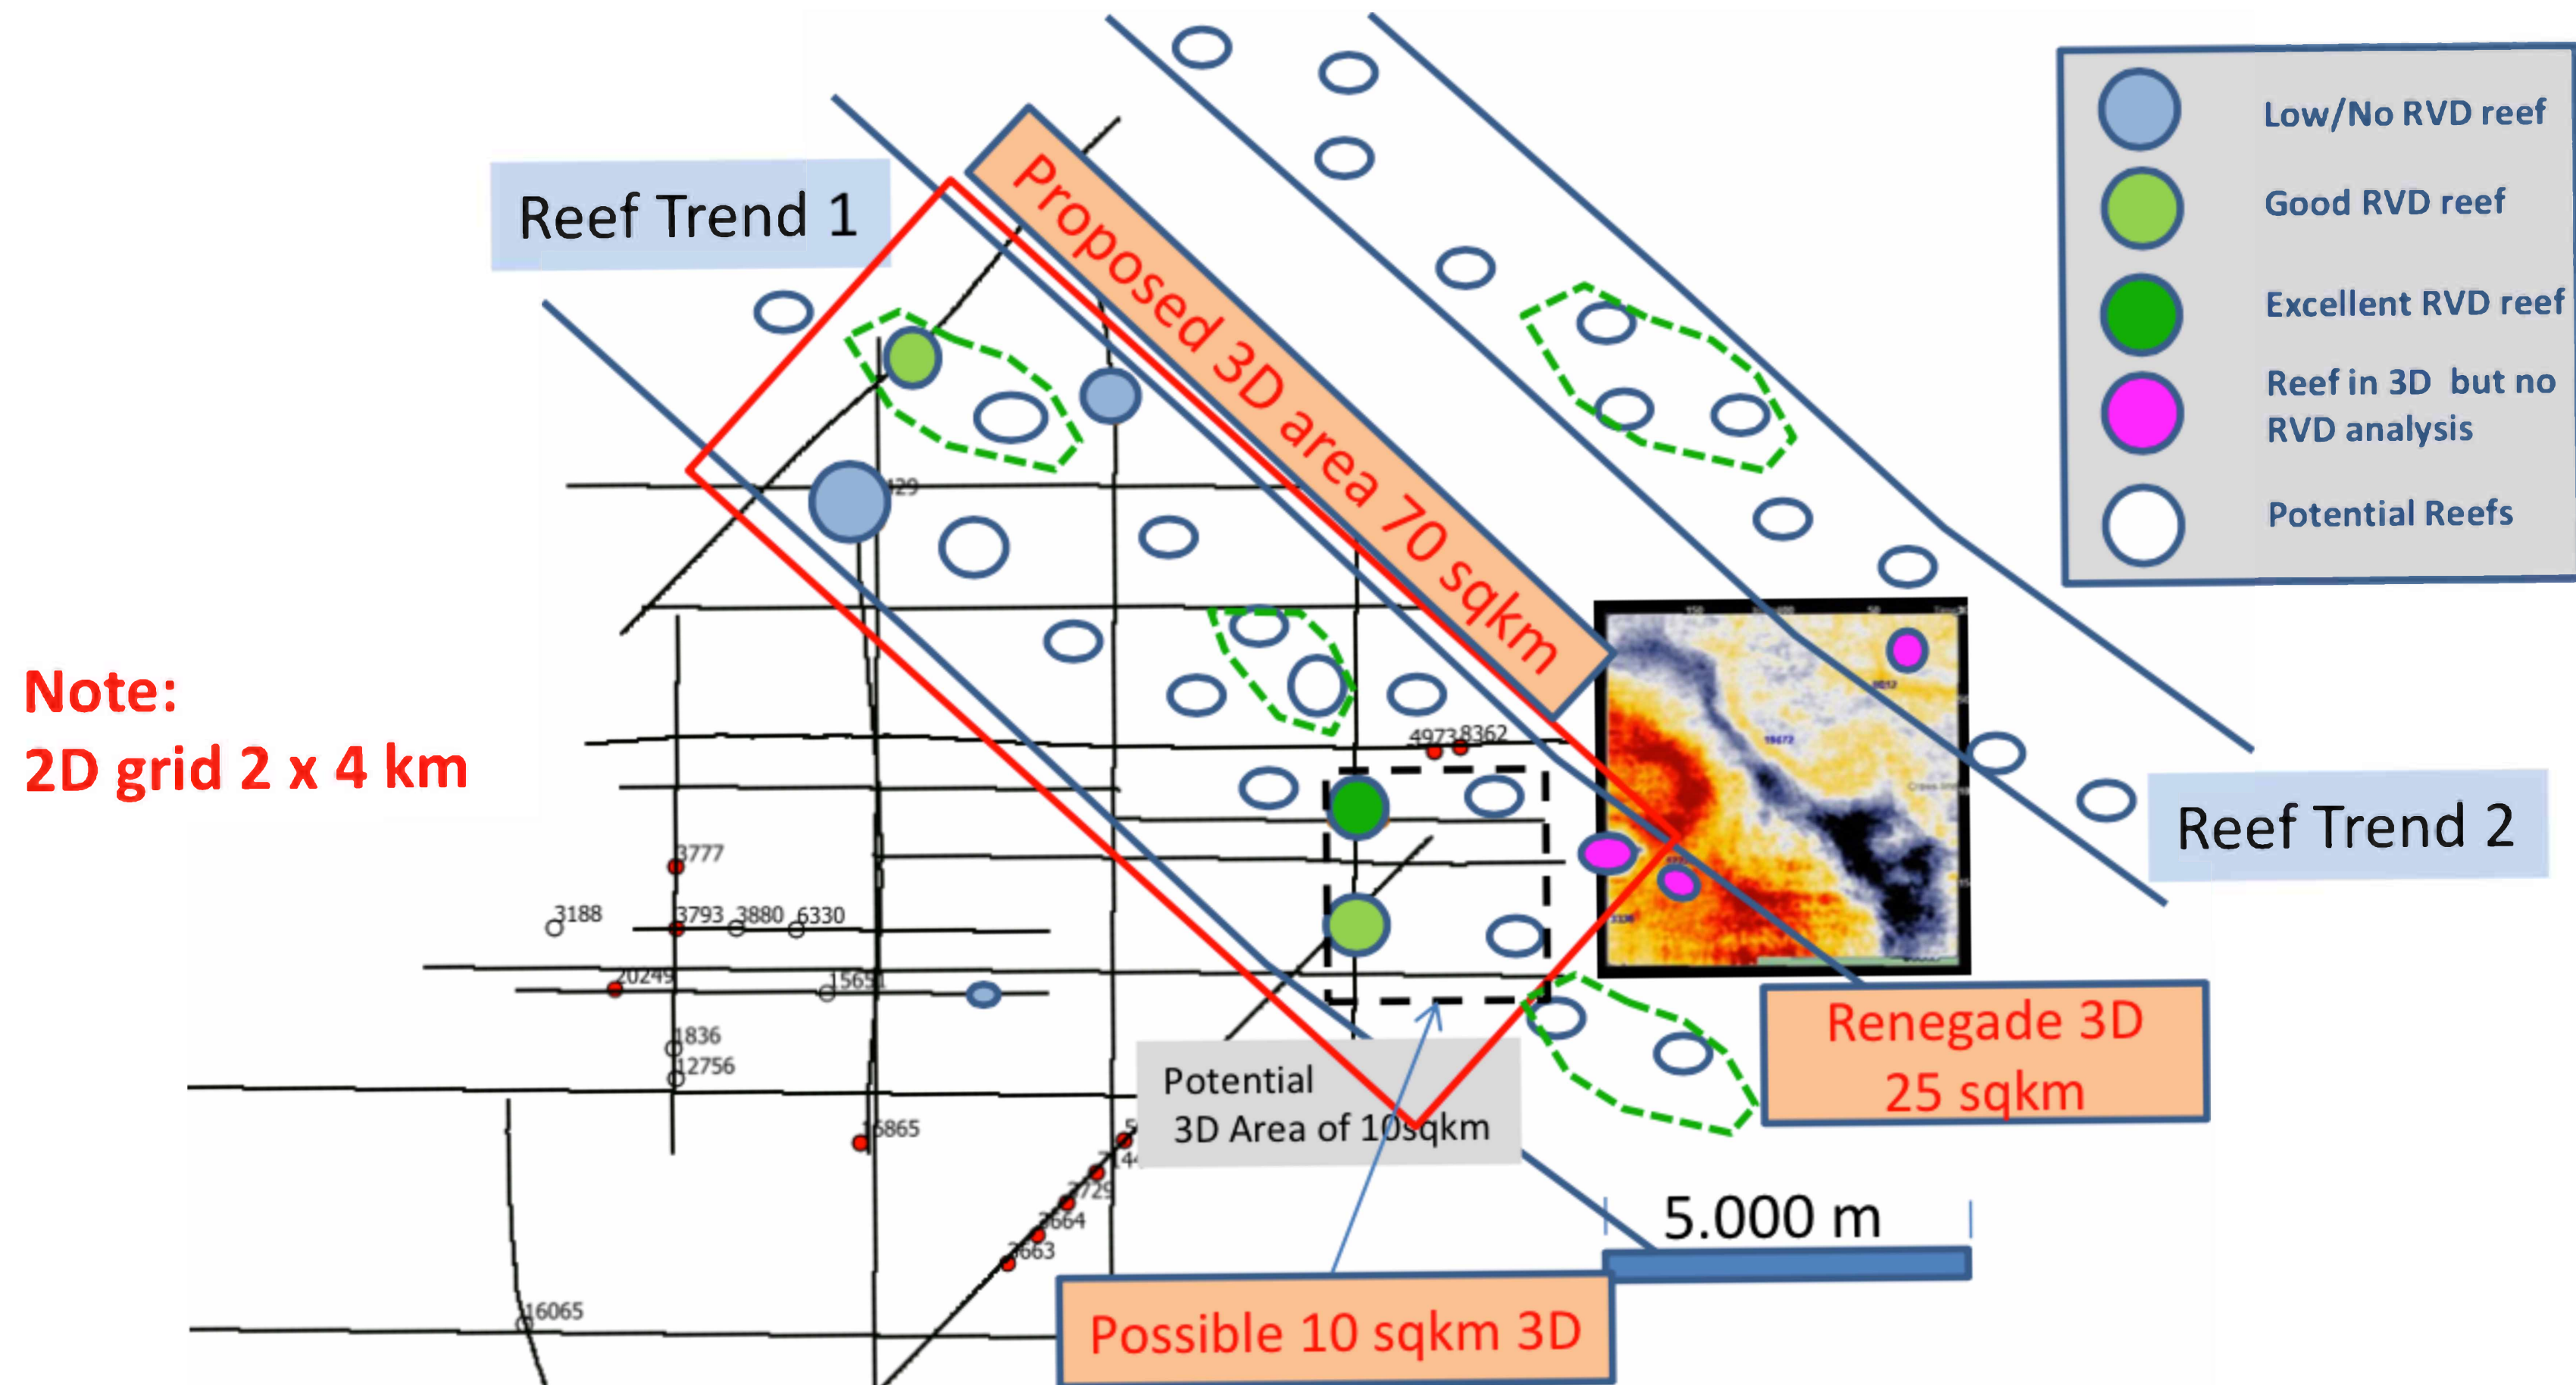 Low/No RVD reef
Good RVD reef
Excellent RVD reef
Reef in 3D but no
RVD analysis
Potential Reefs
Reef Trend 1
Proposed 3D area 70 sqkm
Note:
2D grid 2 x 4 km
4973 8362
Reef Trend 2
3777
3188
3793 3880 6330
20249
1836
12756
Renegade 3D
25 sqkm
Potential
3D Area of 10sqkm
3729
3664
3663
5.000 m
16065
Possible 10 sqkm 3D